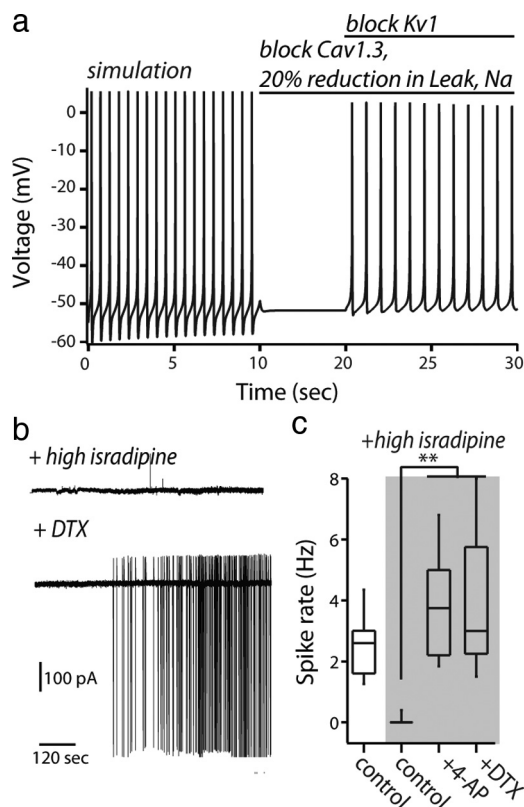 a
block Kv1
block Cav1.3,
simulation
20% reduction in Leak, Na
Voltage (mV)
0
-10
-20
-30
-40
-50
-60
0
5
10
15
20
25
30
Time (sec)
b
+ high isradipine
+ DTX
100 pA
120 sec
c
+high isradipine
**
Spike rate (Hz)
8
6
4
2
0
control
control
+4-AP
+DTX